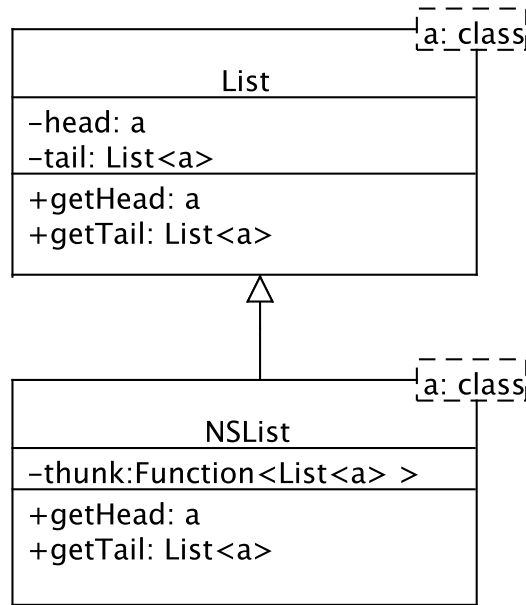 a: class
List
–head: a
–tail: List<a>
+getHead: a
+getTail: List<a>
a: class
NSList
–thunk:Function<List<a> >
+getHead: a
+getTail: List<a>